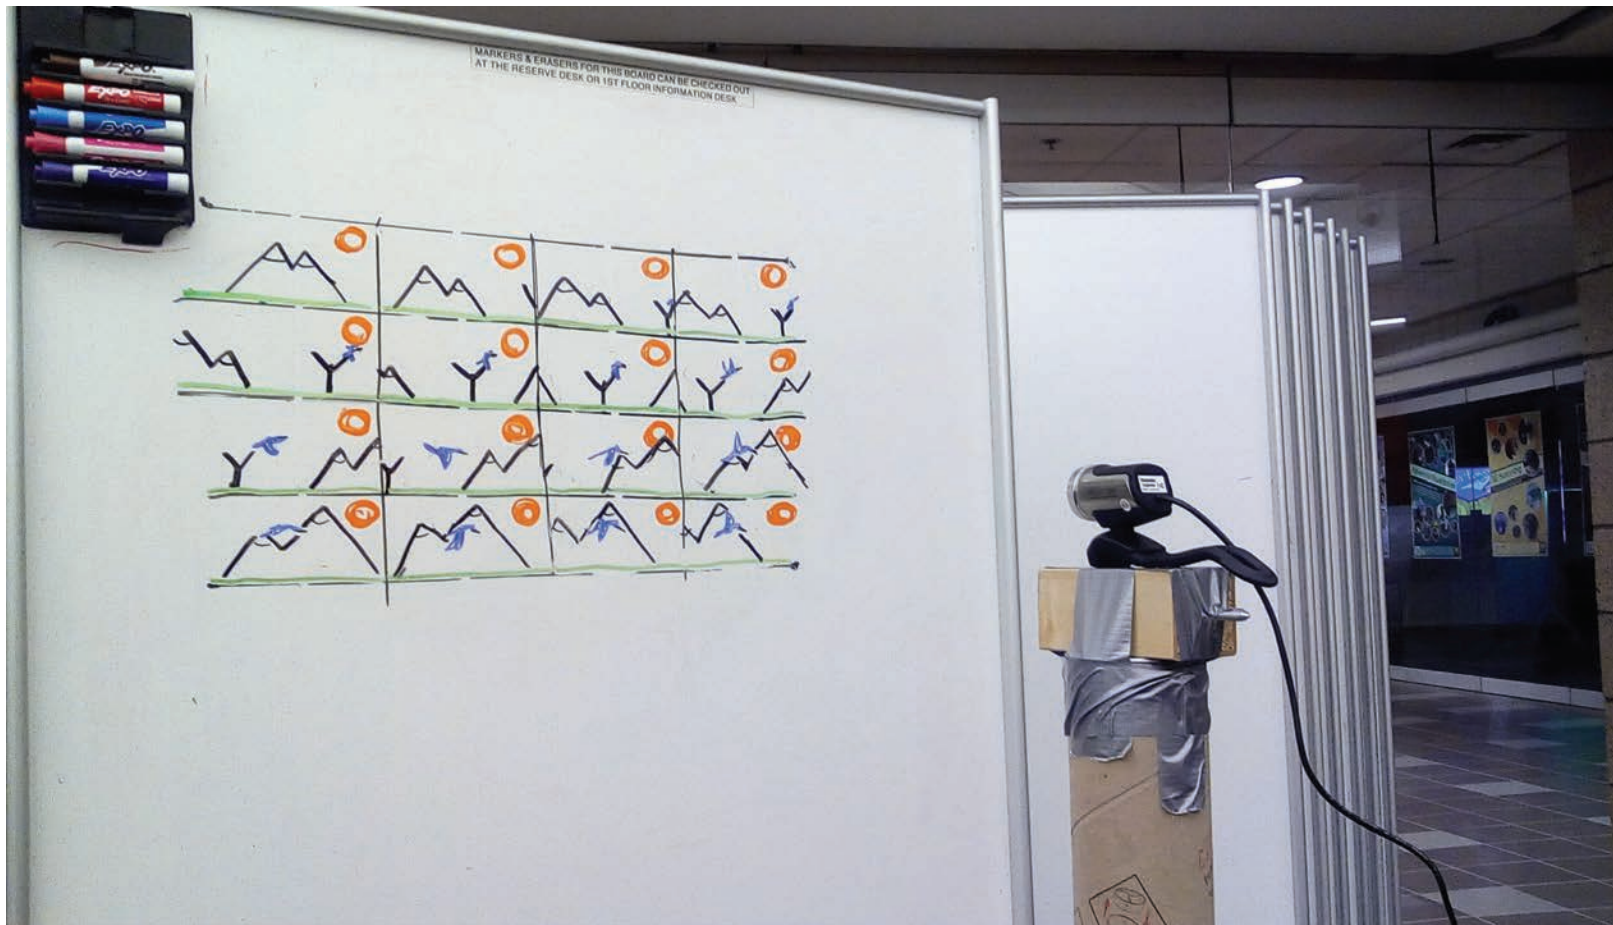 MARKERS & ERASERS FOR THIS BOARD CAN BE CHECKED OUT
AT THE RESERVE DESK OR 1ST FLOOR INFORMATION DESK
EXPO
EXPO
EXPO
EXPO